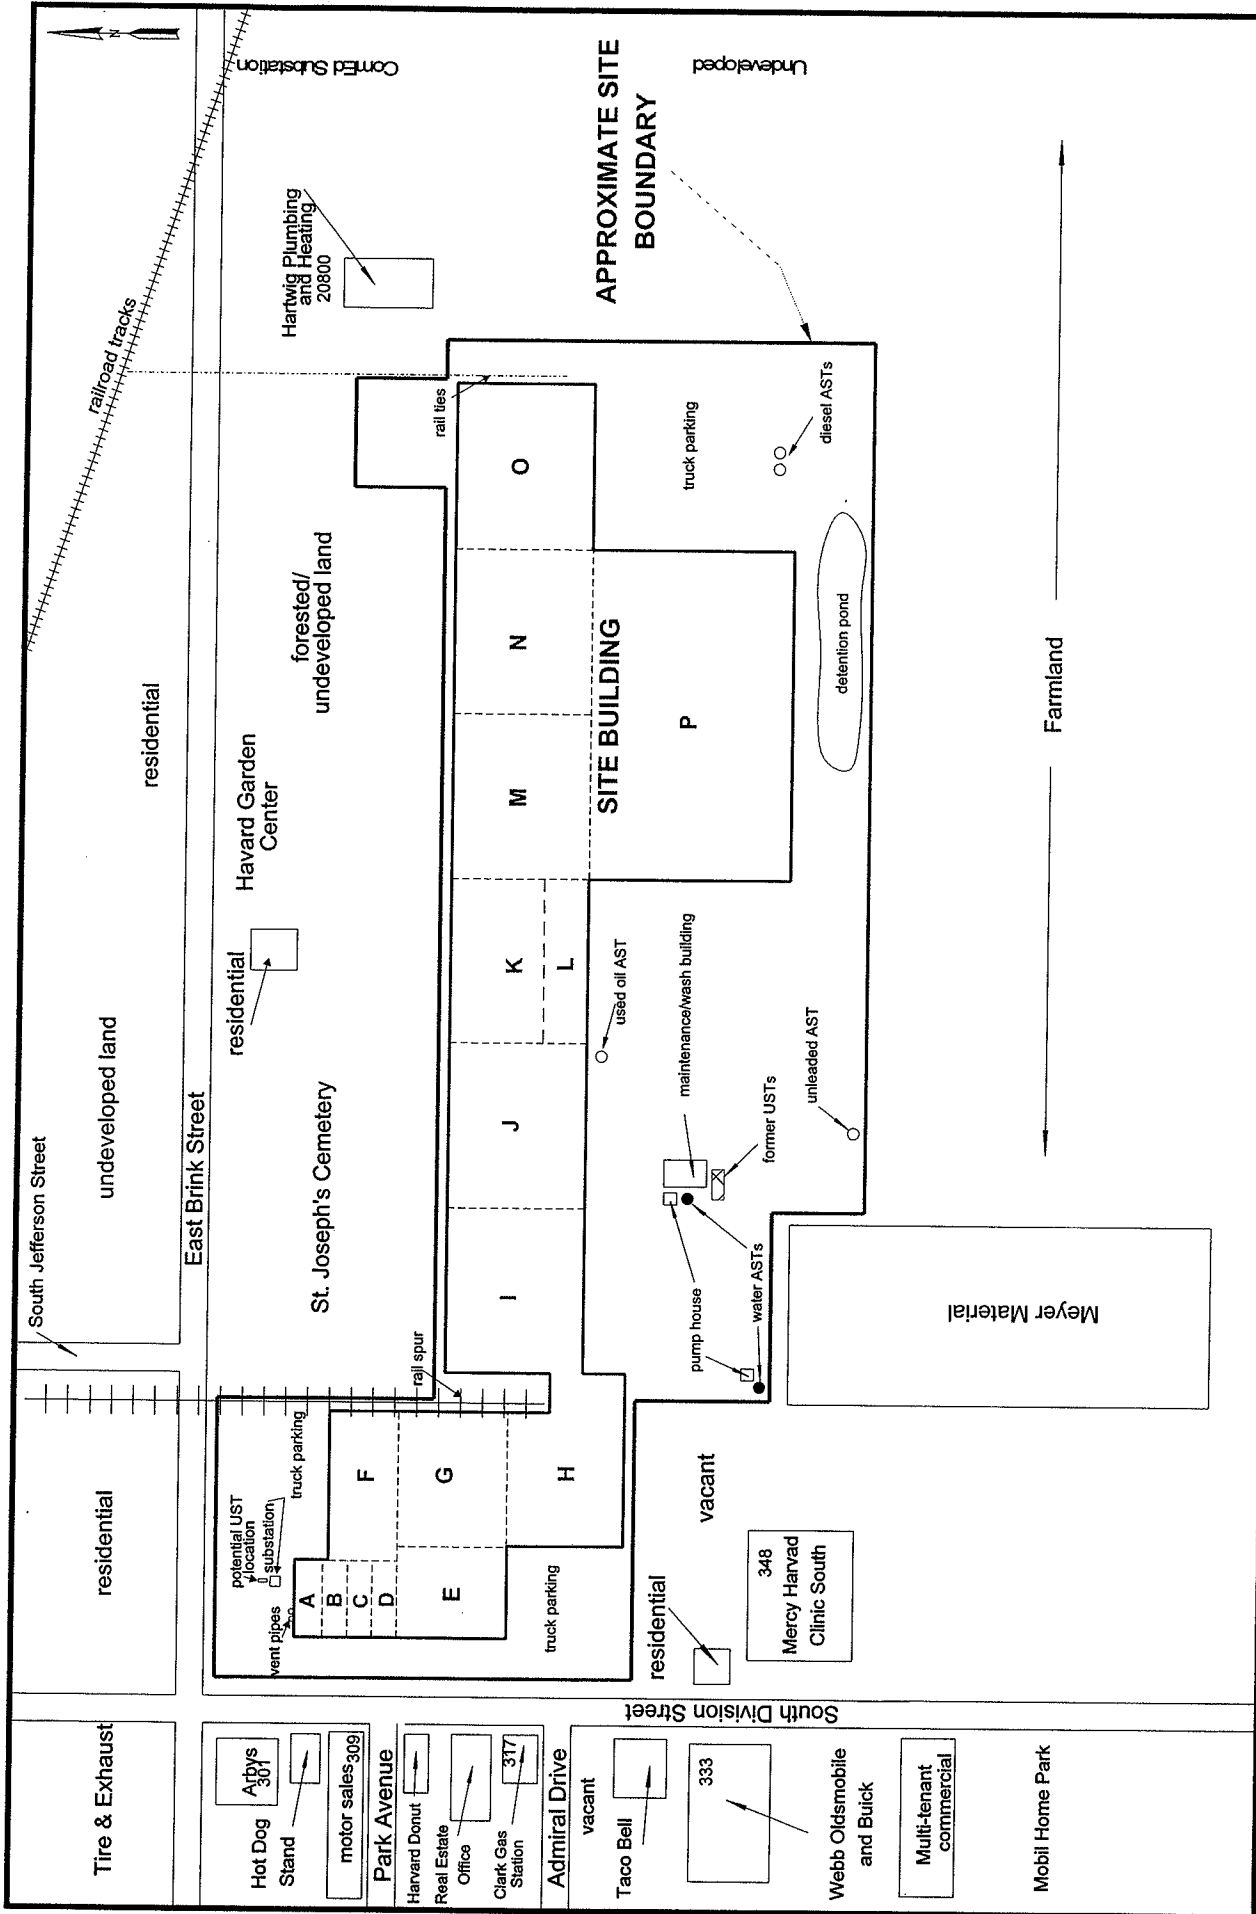 South Jefferson Street
Tire & Exhaust
residential
undeveloped land
residential
railroad tracks
N
East Brink Street
ComEd Substation
Hot Dog
Stand
Arbys
301
motor sales 309
Park Avenue
Harvard Donut
Real Estate
Office
Clark Gas
Station
317
Admiral Drive
vacant
Taco Bell
333
Webb Oldsmobile
and Buick
Multi-tenant
commercial
Mobil Home Park
South Division Street
potential UST
location
substation
truck parking
vent pipes
A
B
C
D
E
F
G
H
truck parking
rail spur
St. Joseph's Cemetery
residential
Havard Garden
Center
forested/
undeveloped land
Hartwig Plumbing
and Heating
20800
rail ties
I
J
K
L
M
N
O
P
SITE BUILDING
APPROXIMATE SITE
BOUNDARY
Undeveloped
truck parking
diesel ASTs
detention pond
used oil AST
maintenance/wash building
former USTs
unleaded AST
pump house
water ASTs
vacant
residential
348
Mercy Harvad
Clinic South
Meyer Material
Farmland